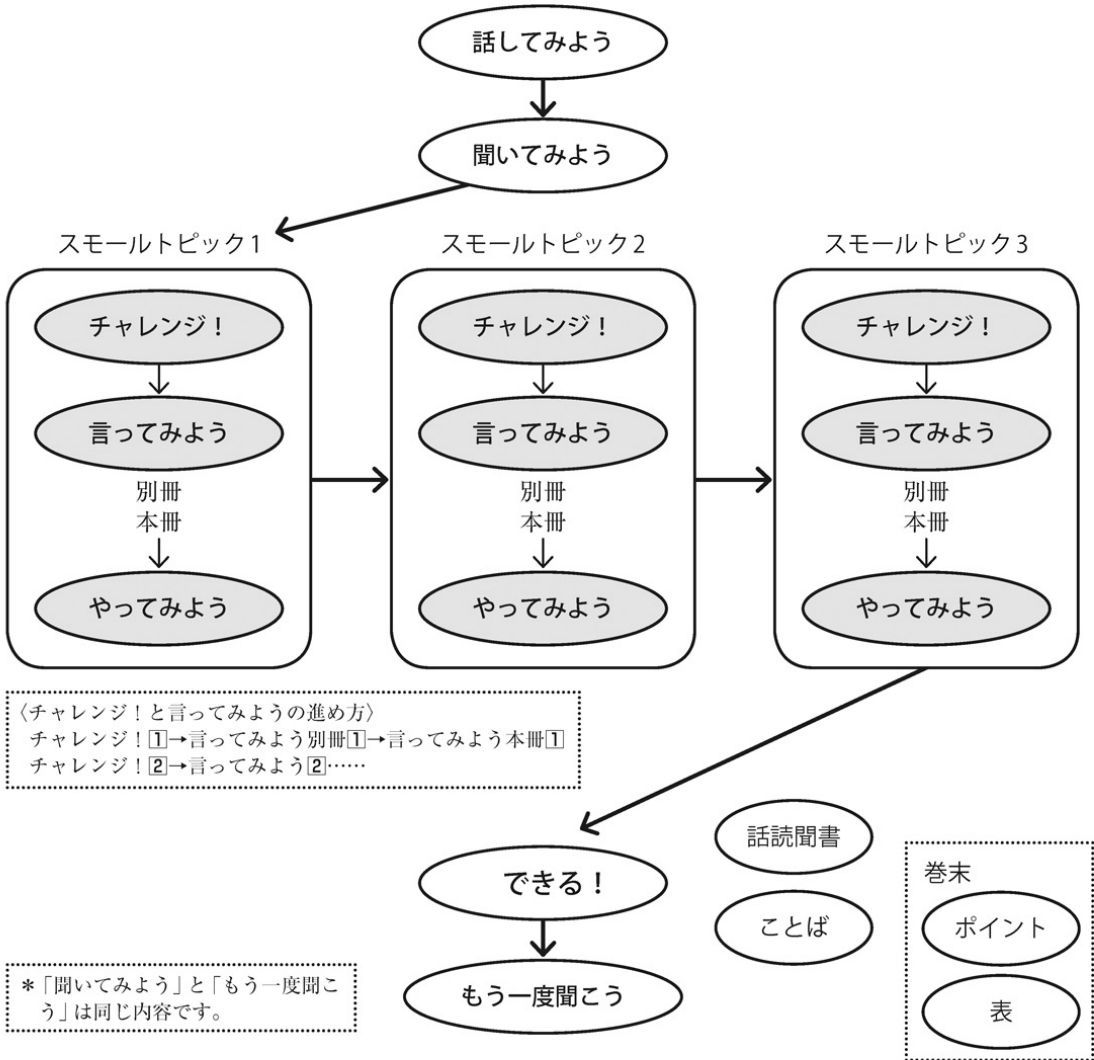 話してみよう
聞いてみよう
スモールトピック1
チャレンジ！
言ってみよう
別冊
本冊
やってみよう
スモールトピック2
チャレンジ！
言ってみよう
別冊
本冊
やってみよう
スモールトピック3
チャレンジ！
言ってみよう
別冊
本冊
やってみよう
〈チャレンジ！と言ってみようの進め方〉
チャレンジ！1→言ってみよう別冊1→言ってみよう本冊1
チャレンジ！2→言ってみよう2……
できる！
もう一度聞こう
話読聞書
ことば
巻末
ポイント
表
＊「聞いてみよう」と「もう一度聞こ
う」は同じ内容です。